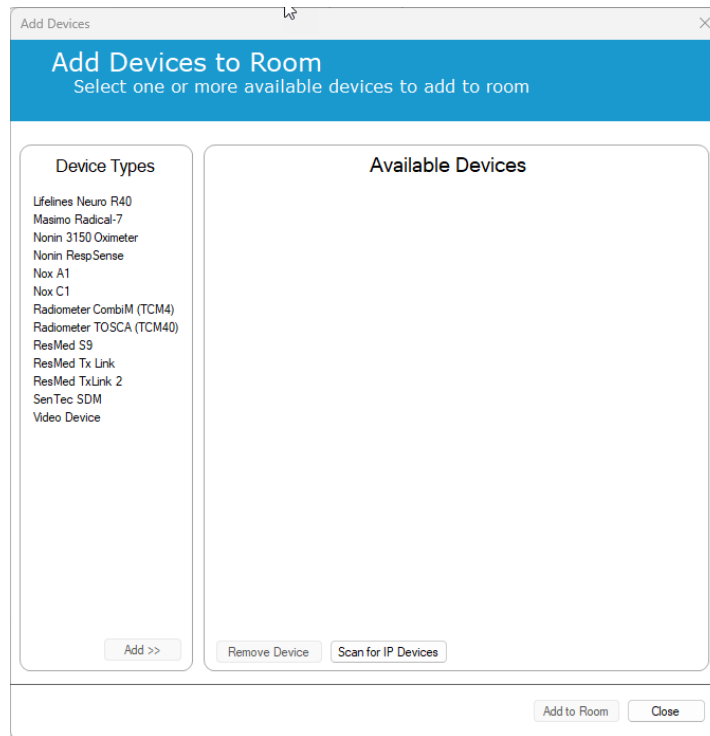 Add Devices
Add Devices to Room
Select one or more available devices to add to room
Device Types
Lifelines Neuro R40
Masimo Radical-7
Nonin 3150 Oximeter
Nonin RespSense
Nox A1
Nox C1
Radiometer CombiM (TCM4)
Radiometer TOSCA (TCM40)
ResMed S9
ResMed Tx Link
ResMed TxLink 2
SenTec SDM
Video Device
Add >>
Available Devices
Remove Device
Scan for IP Devices
Add to Room
Close